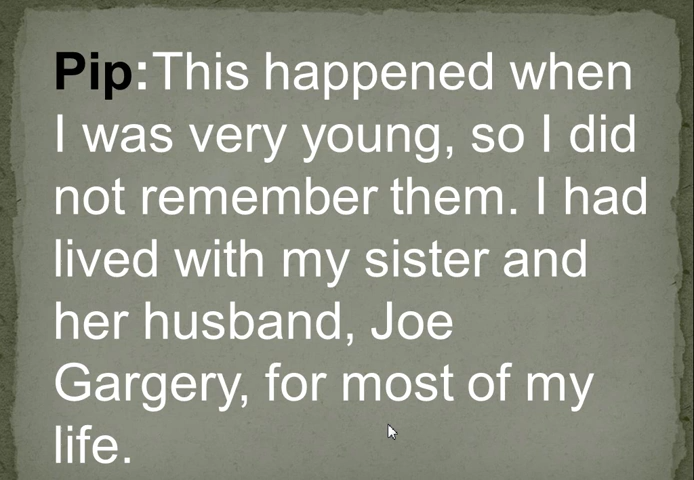 Pip:This happened when
I was very young, so I did
not remember them. I had
lived with my sister and
her husband, Joe
Gargery, for most of my
life.